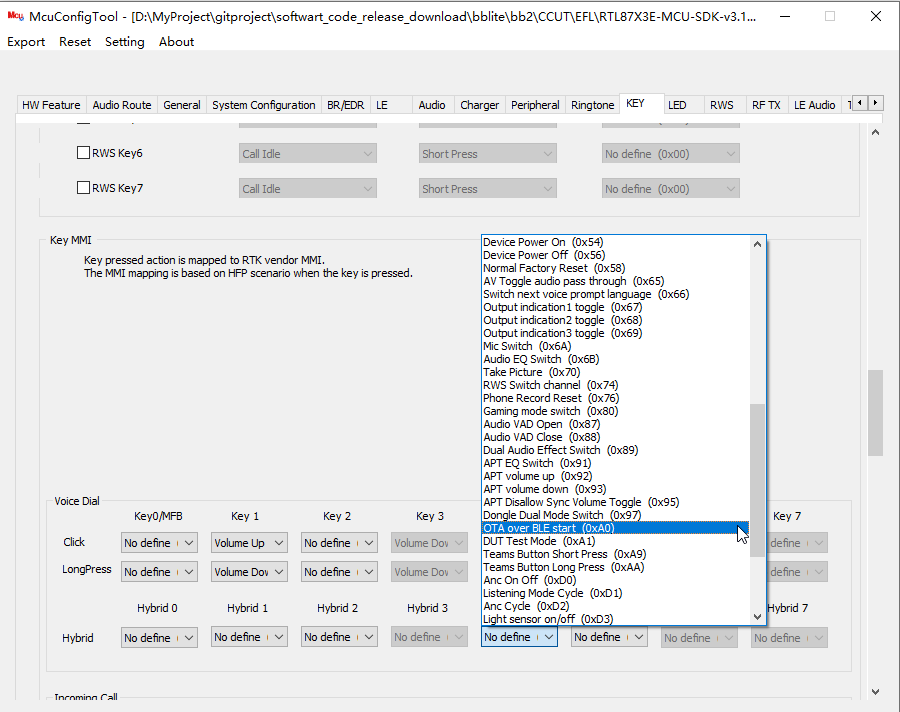 McuConfigTool - [D:\MyProject\gitproject\softwart_code_release_download\bblite\bb2\CCUT\EFL\RTL87X3E-MCU-SDK-v3.1...
Export Reset Setting About
HW Feature Audio Route General System Configuration BR/EDR LE Audio Charger Peripheral Ringtone KEY LED RWS RF TX LE Audio
RWS Key6 Call Idle Short Press No define (0x00)
RWS Key7 Call Idle Short Press No define (0x00)
Key MMI
Key pressed action is mapped to RTK vendor MMI.
The MMI mapping is based on HFP scenario when the key is pressed.
Device Power On (0x54)
Device Power Off (0x56)
Normal Factory Reset (0x58)
AV Toggle audio pass through (0x65)
Switch next voice prompt language (0x66)
Output indication1 toggle (0x67)
Output indication2 toggle (0x68)
Output indication3 toggle (0x69)
Mic Switch (0x6A)
Audio EQ Switch (0x6B)
Take Picture (0x70)
RWS Switch channel (0x74)
Phone Record Reset (0x76)
Gaming mode switch (0x80)
Audio VAD Open (0x87)
Audio VAD Close (0x88)
Dual Audio Effect Switch (0x89)
APT EQ Switch (0x91)
APT volume up (0x92)
APT volume down (0x93)
APT Disallow Sync Volume Toggle (0x95)
Dongle Dual Mode Switch (0x97)
OTA over BLE start (0xA0)
DUT Test Mode (0xA1)
Teams Button Short Press (0xA9)
Teams Button Long Press (0xAA)
Anc On Off (0xD0)
Listening Mode Cycle (0xD1)
Anc Cycle (0xD2)
Light sensor on/off (0xD3)
Voice Dial
Key0/MFB Key 1 Key 2 Key 3 Key 7
Click No define ( Volume Up ( No define ( Volume Dov define (
LongPress No define ( Volume Dov No define ( Volume Dov define (
Hybrid 0 Hybrid 1 Hybrid 2 Hybrid 3 Hybrid 7
Hybrid No define ( No define ( No define ( No define ( No define ( No define ( No define ( No define (
Incoming Call